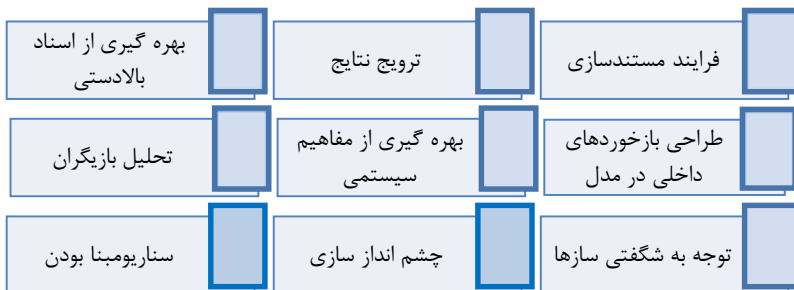 فرایند مستندسازی
ترویج نتایج
بهره گیری از اسناد
بالادستی
طراحی بازخوردهای
داخلی در مدل
بهره گیری از مفاهیم
سیستمی
تحلیل بازیگران
توجه به شگفتی سازها
چشم انداز سازی
سناریومبنا بودن